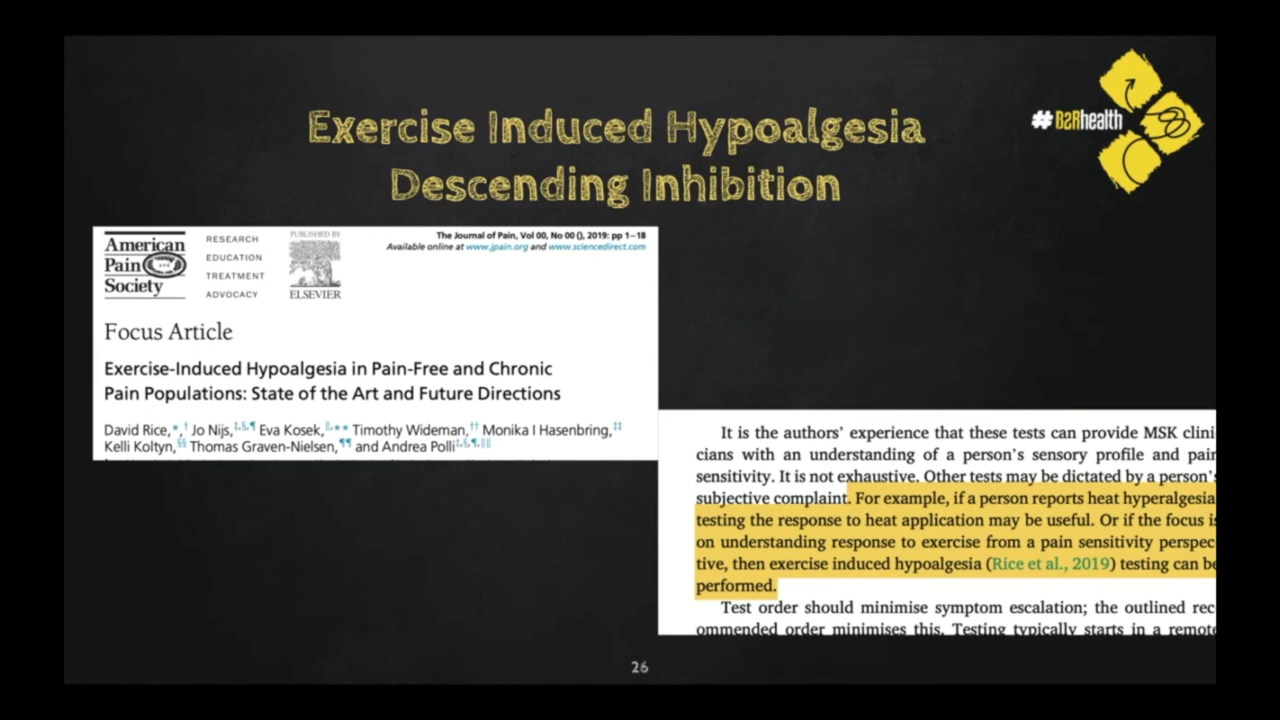 Exercise Induced Hypoalgesia
Descending Inhibition
#B2Rhealth
American
Pain
Society
RESEARCH
EDUCATION
TREATMENT
ADVOCACY
PUBLISHED BY
ELSEVIER
The Journal of Pain, Vol 00, No 00 (), 2019: pp 1–18
Available online at www.jpain.org and www.sciencedirect.com
Focus Article
Exercise-Induced Hypoalgesia in Pain-Free and Chronic
Pain Populations: State of the Art and Future Directions
David Rice,*,† Jo Nijs,‡,§,¶ Eva Kosek,‖,** Timothy Wideman,†† Monika I Hasenbring,‡‡
Kelli Koltyn,§§ Thomas Graven-Nielsen,¶¶ and Andrea Polli‡,§,¶,‖‖
It is the authors’ experience that these tests can provide MSK clini
cians with an understanding of a person’s sensory profile and pain
sensitivity. It is not exhaustive. Other tests may be dictated by a person’s
subjective complaint. For example, if a person reports heat hyperalgesia
testing the response to heat application may be useful. Or if the focus is
on understanding response to exercise from a pain sensitivity perspec
tive, then exercise induced hypoalgesia (Rice et al., 2019) testing can be
performed.
Test order should minimise symptom escalation; the outlined rec
ommended order minimises this. Testing typically starts in a remote
26